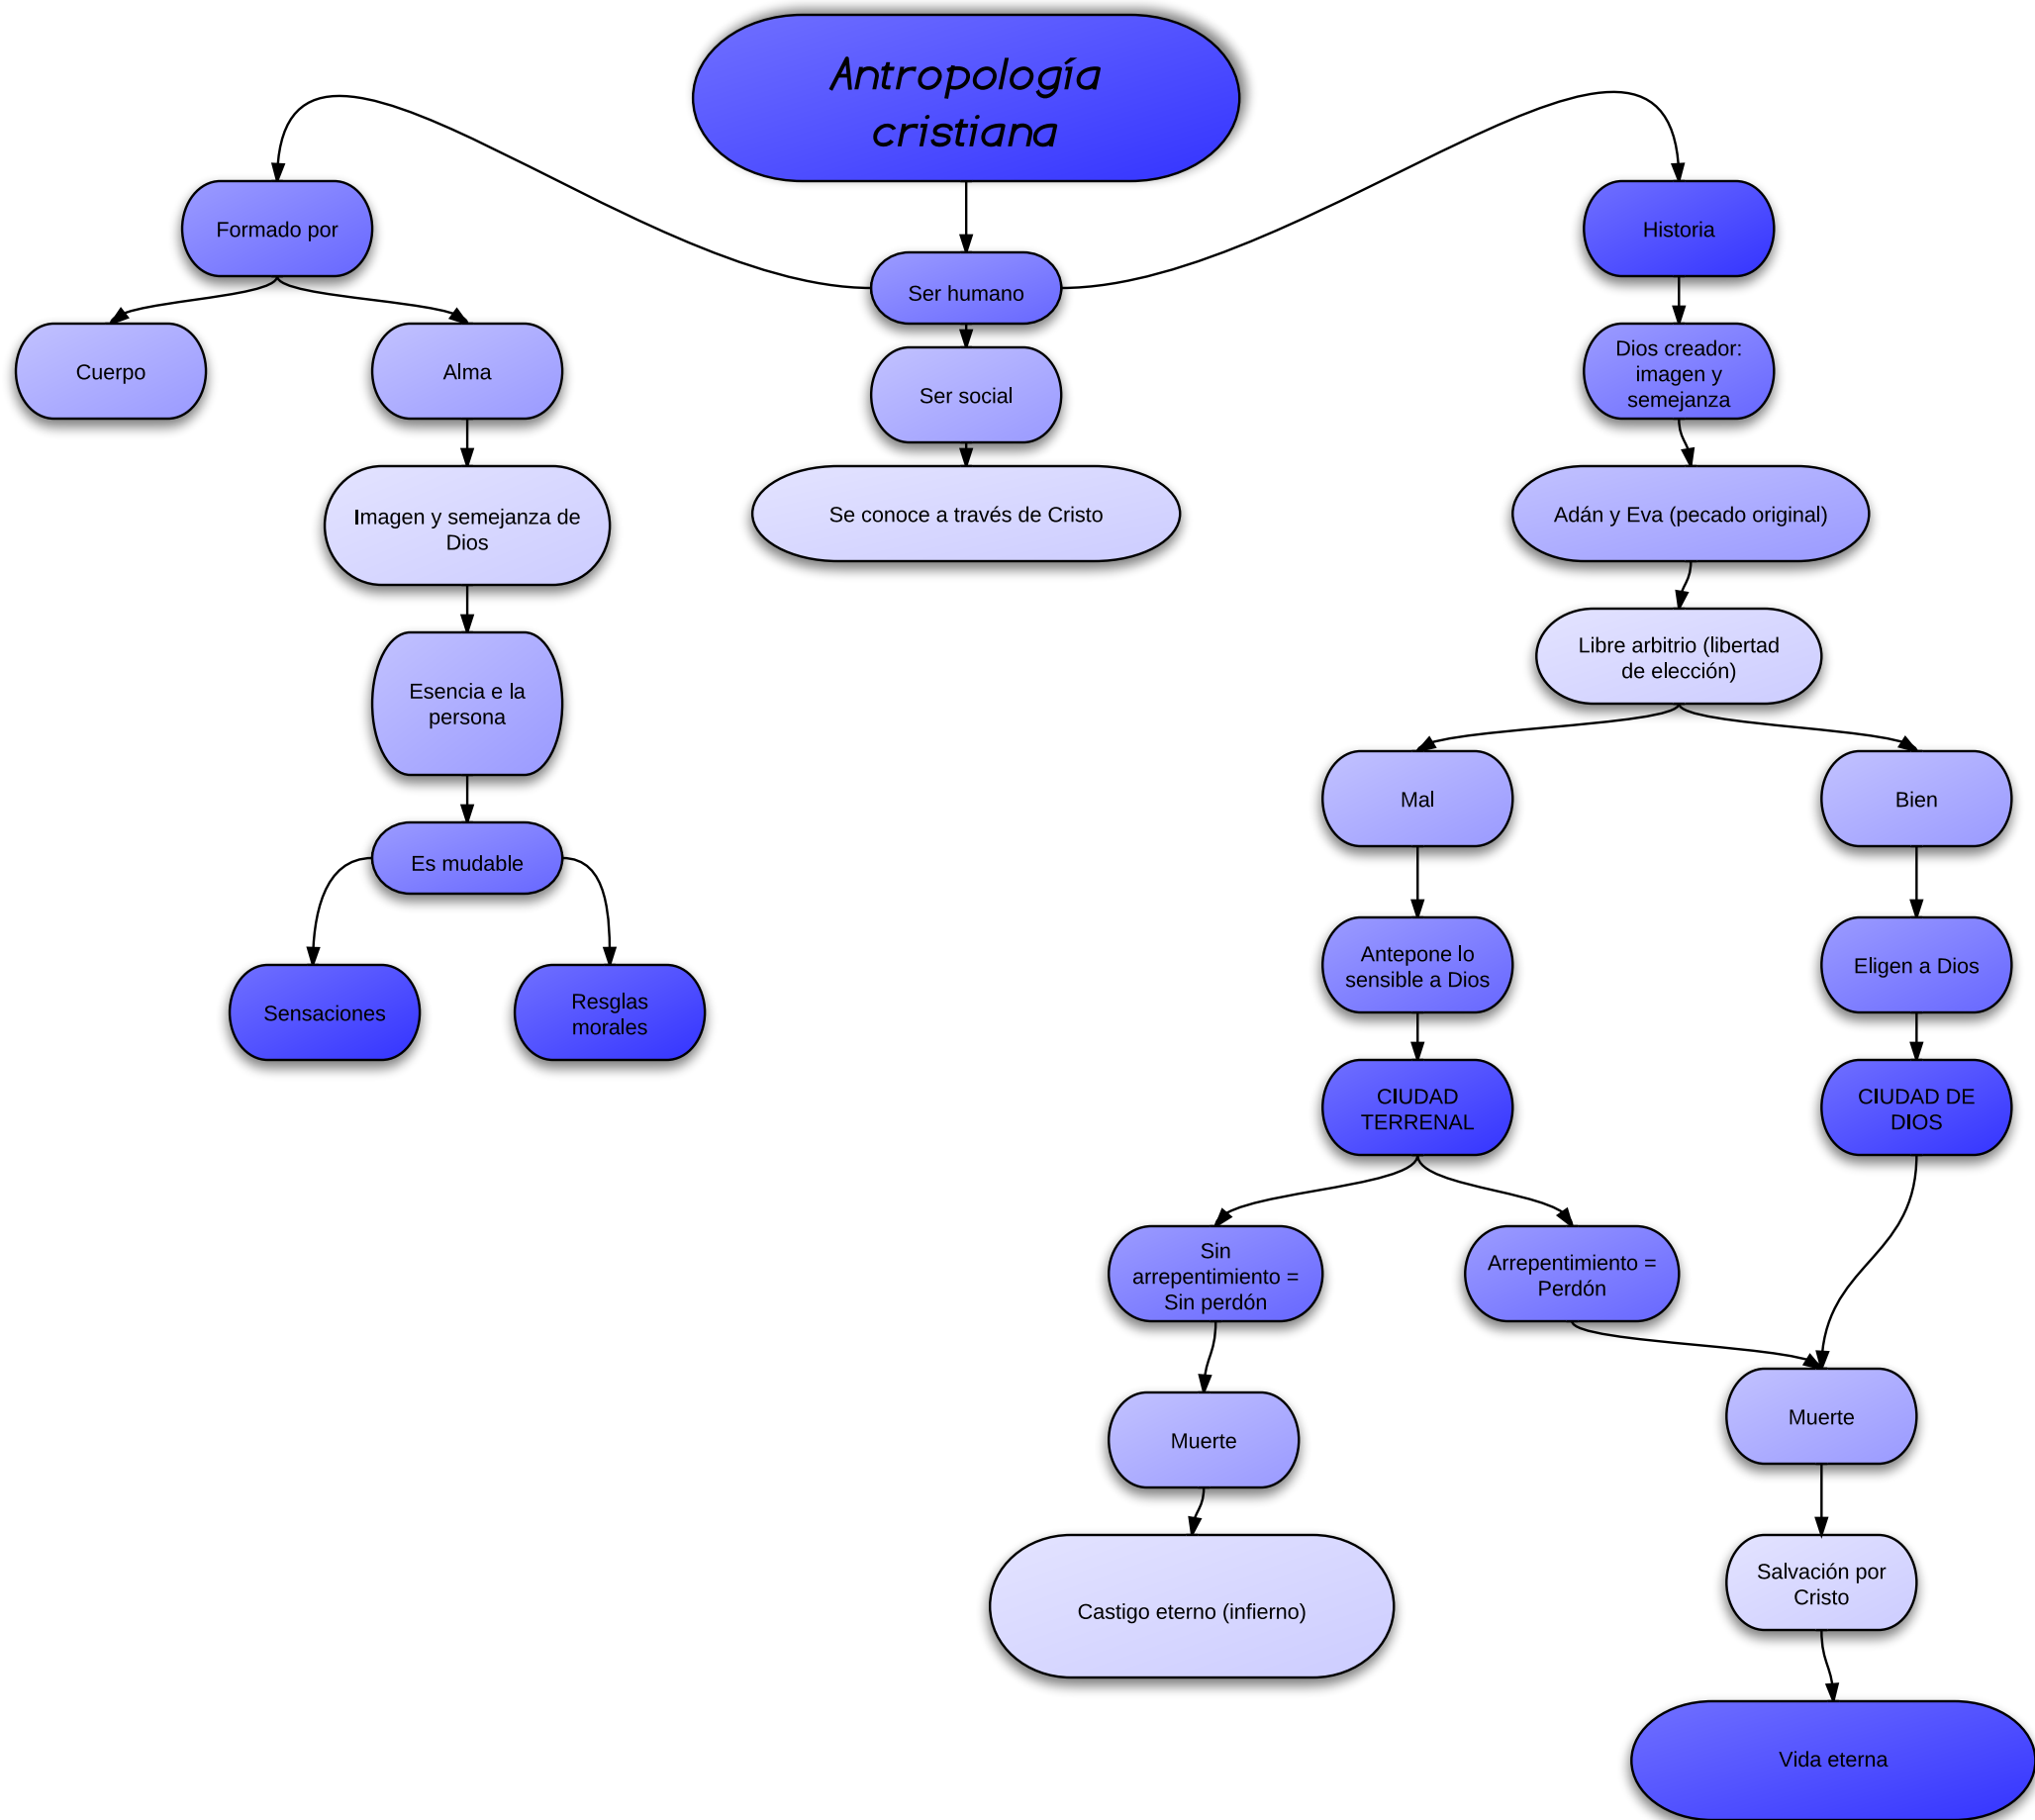 Antropología
cristiana
Formado por
Historia
Ser humano
Cuerpo
Alma
Ser social
Dios creador:
imagen y
semejanza
Imagen y semejanza de
Dios
Se conoce a través de Cristo
Adán y Eva (pecado original)
Libre arbitrio (libertad
de elección)
Esencia e la
persona
Mal
Bien
Es mudable
Antepone lo
sensible a Dios
Eligen a Dios
Sensaciones
Resglas
morales
CIUDAD
TERRENAL
CIUDAD DE
DIOS
Sin
arrepentimiento =
Sin perdón
Arrepentimiento =
Perdón
Muerte
Muerte
Castigo eterno (infierno)
Salvación por
Cristo
Vida eterna